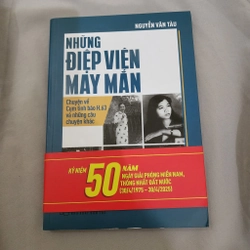 NGUYỄN VĂN TÀU
NHỮNG
ĐIỆP VIÊN
MAY MẮN
Chuyện về
Cụm tình báo H.63
và những câu
chuyện khác
KỶ NIỆM
50 NĂM
NGÀY GIẢI PHÓNG MIỀN NAM,
THỐNG NHẤT ĐẤT NƯỚC
(30/4/1975 - 30/4/2025)